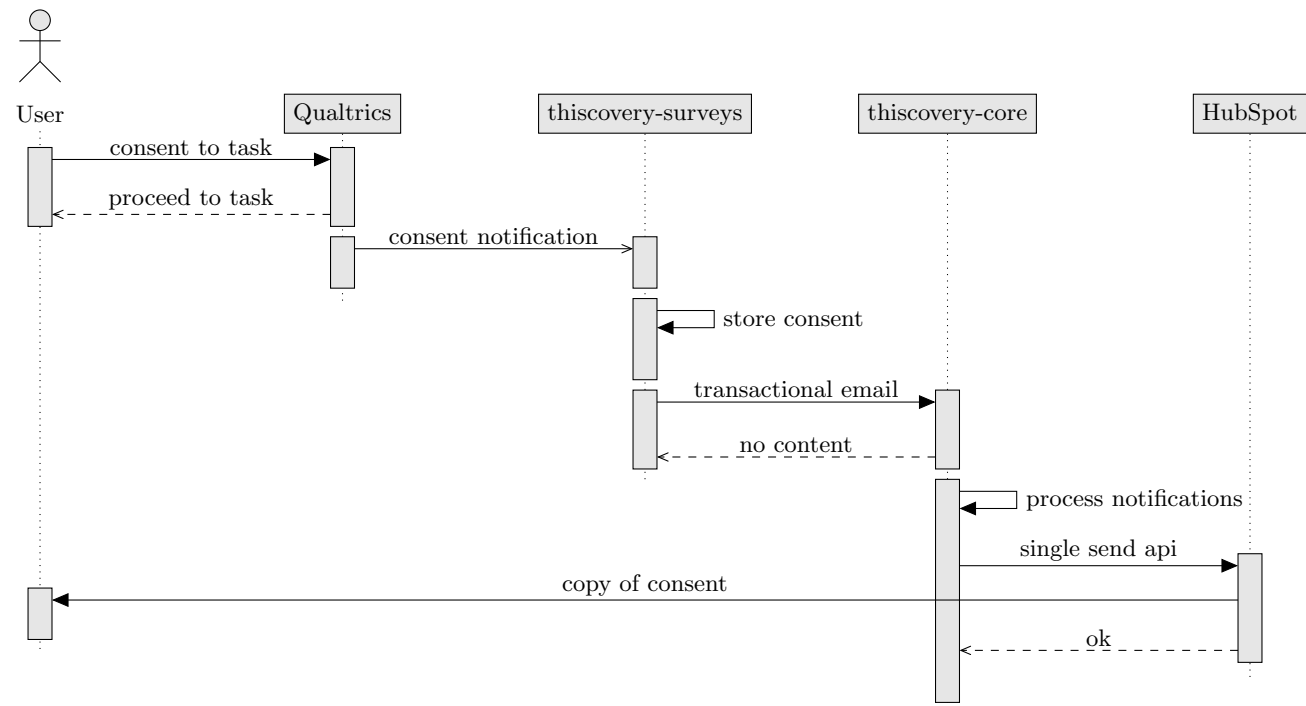 User
Qualtrics
thiscovery-surveys
thiscovery-core
HubSpot
consent to task
proceed to task
consent notification
store consent
transactional email
no content
process notifications
single send api
copy of consent
ok